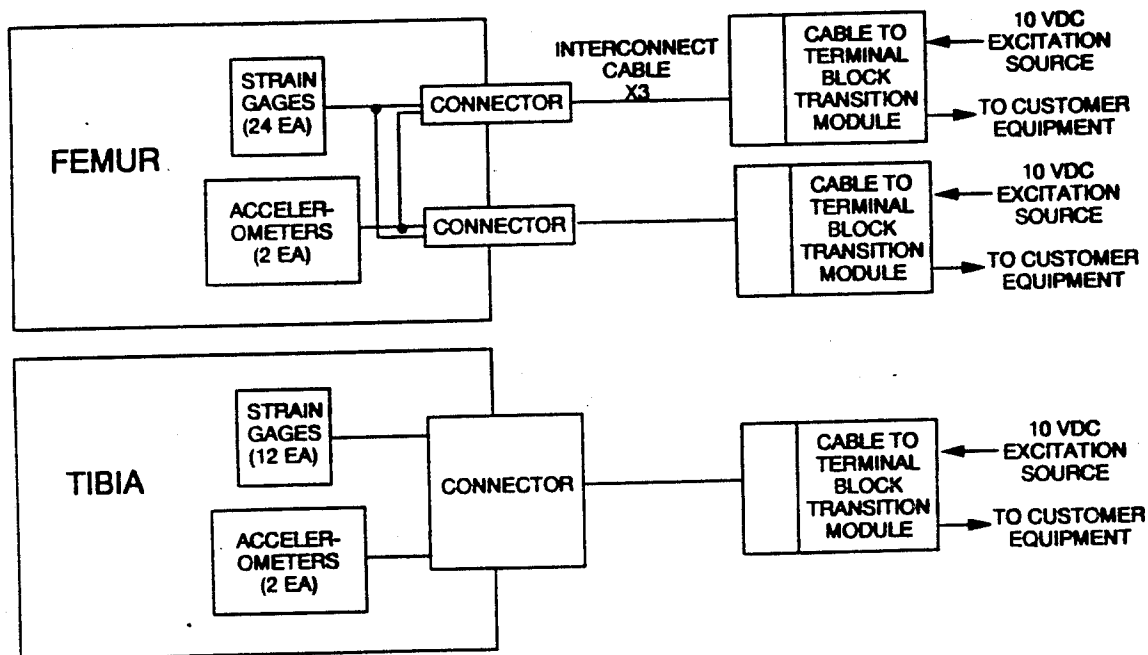 FEMUR
STRAIN
GAGES
(24 EA)
ACCELER-
OMETERS
(2 EA)
CONNECTOR
CONNECTOR
INTERCONNECT
CABLE
X3
CABLE TO
TERMINAL
BLOCK
TRANSITION
MODULE
10 VDC
EXCITATION
SOURCE
TO CUSTOMER
EQUIPMENT
CABLE TO
TERMINAL
BLOCK
TRANSITION
MODULE
10 VDC
EXCITATION
SOURCE
TO CUSTOMER
EQUIPMENT
TIBIA
STRAIN
GAGES
(12 EA)
ACCELER-
OMETERS
(2 EA)
CONNECTOR
CABLE TO
TERMINAL
BLOCK
TRANSITION
MODULE
10 VDC
EXCITATION
SOURCE
TO CUSTOMER
EQUIPMENT